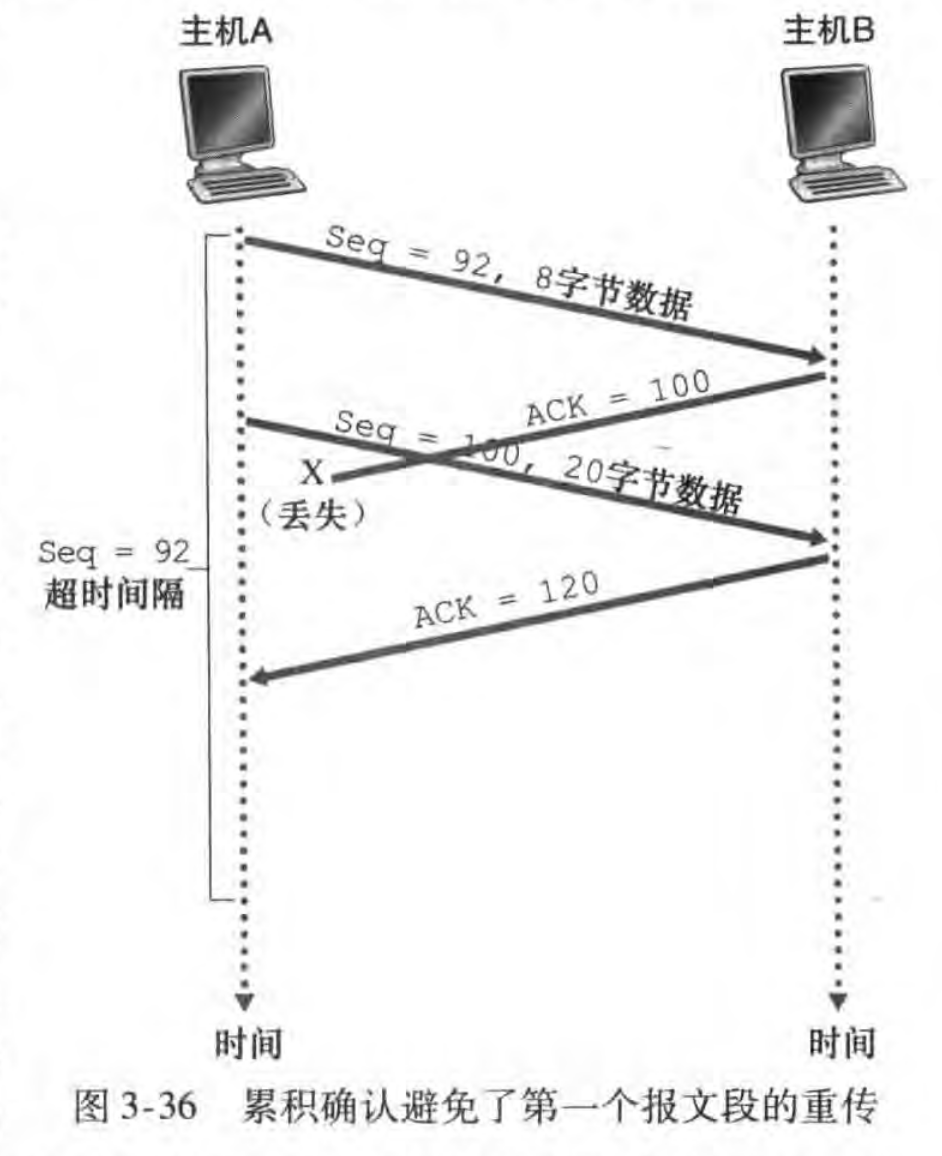 主机A
主机B
Seq = 92, 8字节数据
ACK = 100
Seq = 100, 20字节数据
X
（丢失）
Seq = 92
超时间隔
ACK = 120
时间
时间
图 3-36 累积确认避免了第一个报文段的重传